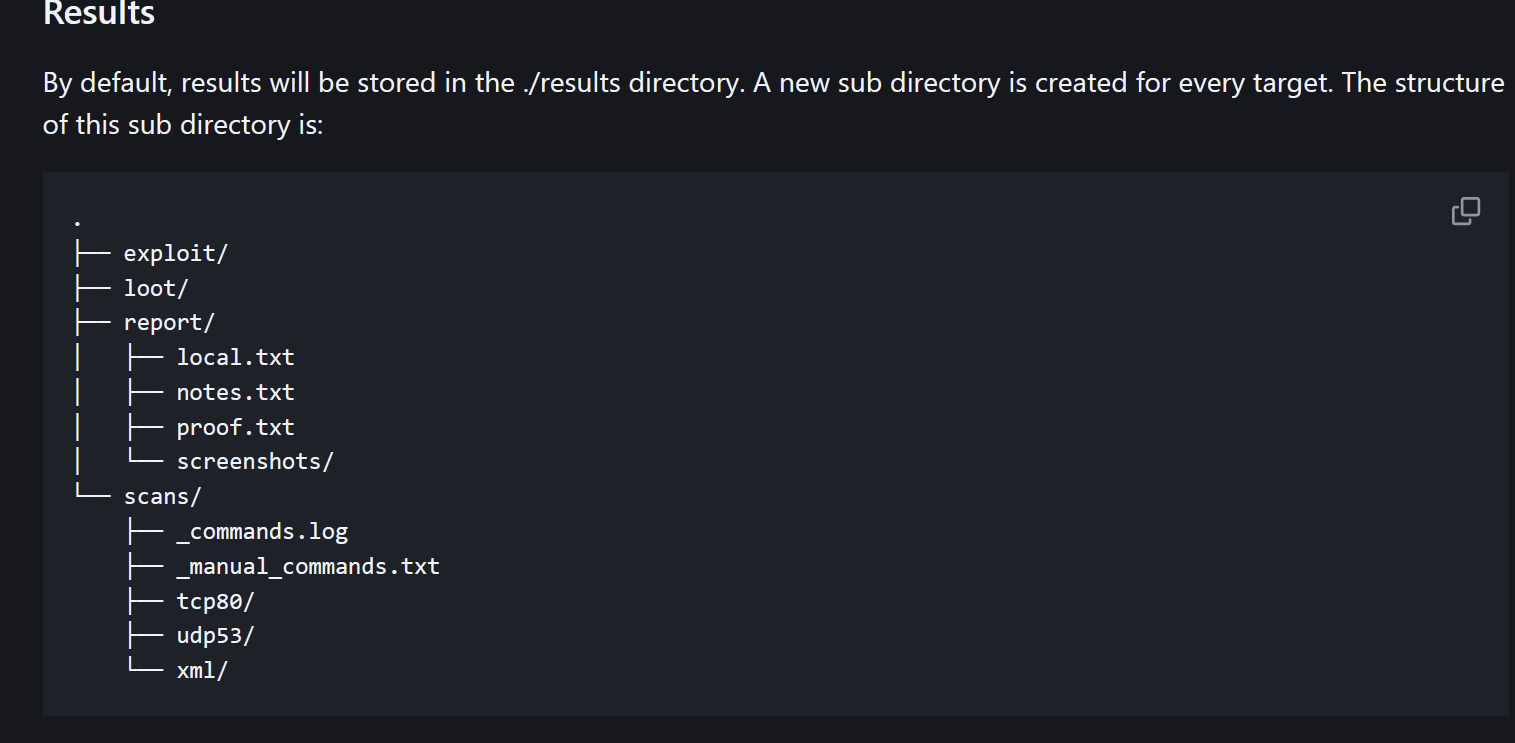 Results
By default, results will be stored in the ./results directory. A new sub directory is created for every target. The structure
of this sub directory is:
.
├── exploit/
├── loot/
├── report/
│   ├── local.txt
│   ├── notes.txt
│   ├── proof.txt
│   └── screenshots/
└── scans/
    ├── _commands.log
    ├── _manual_commands.txt
    ├── tcp80/
    ├── udp53/
    └── xml/